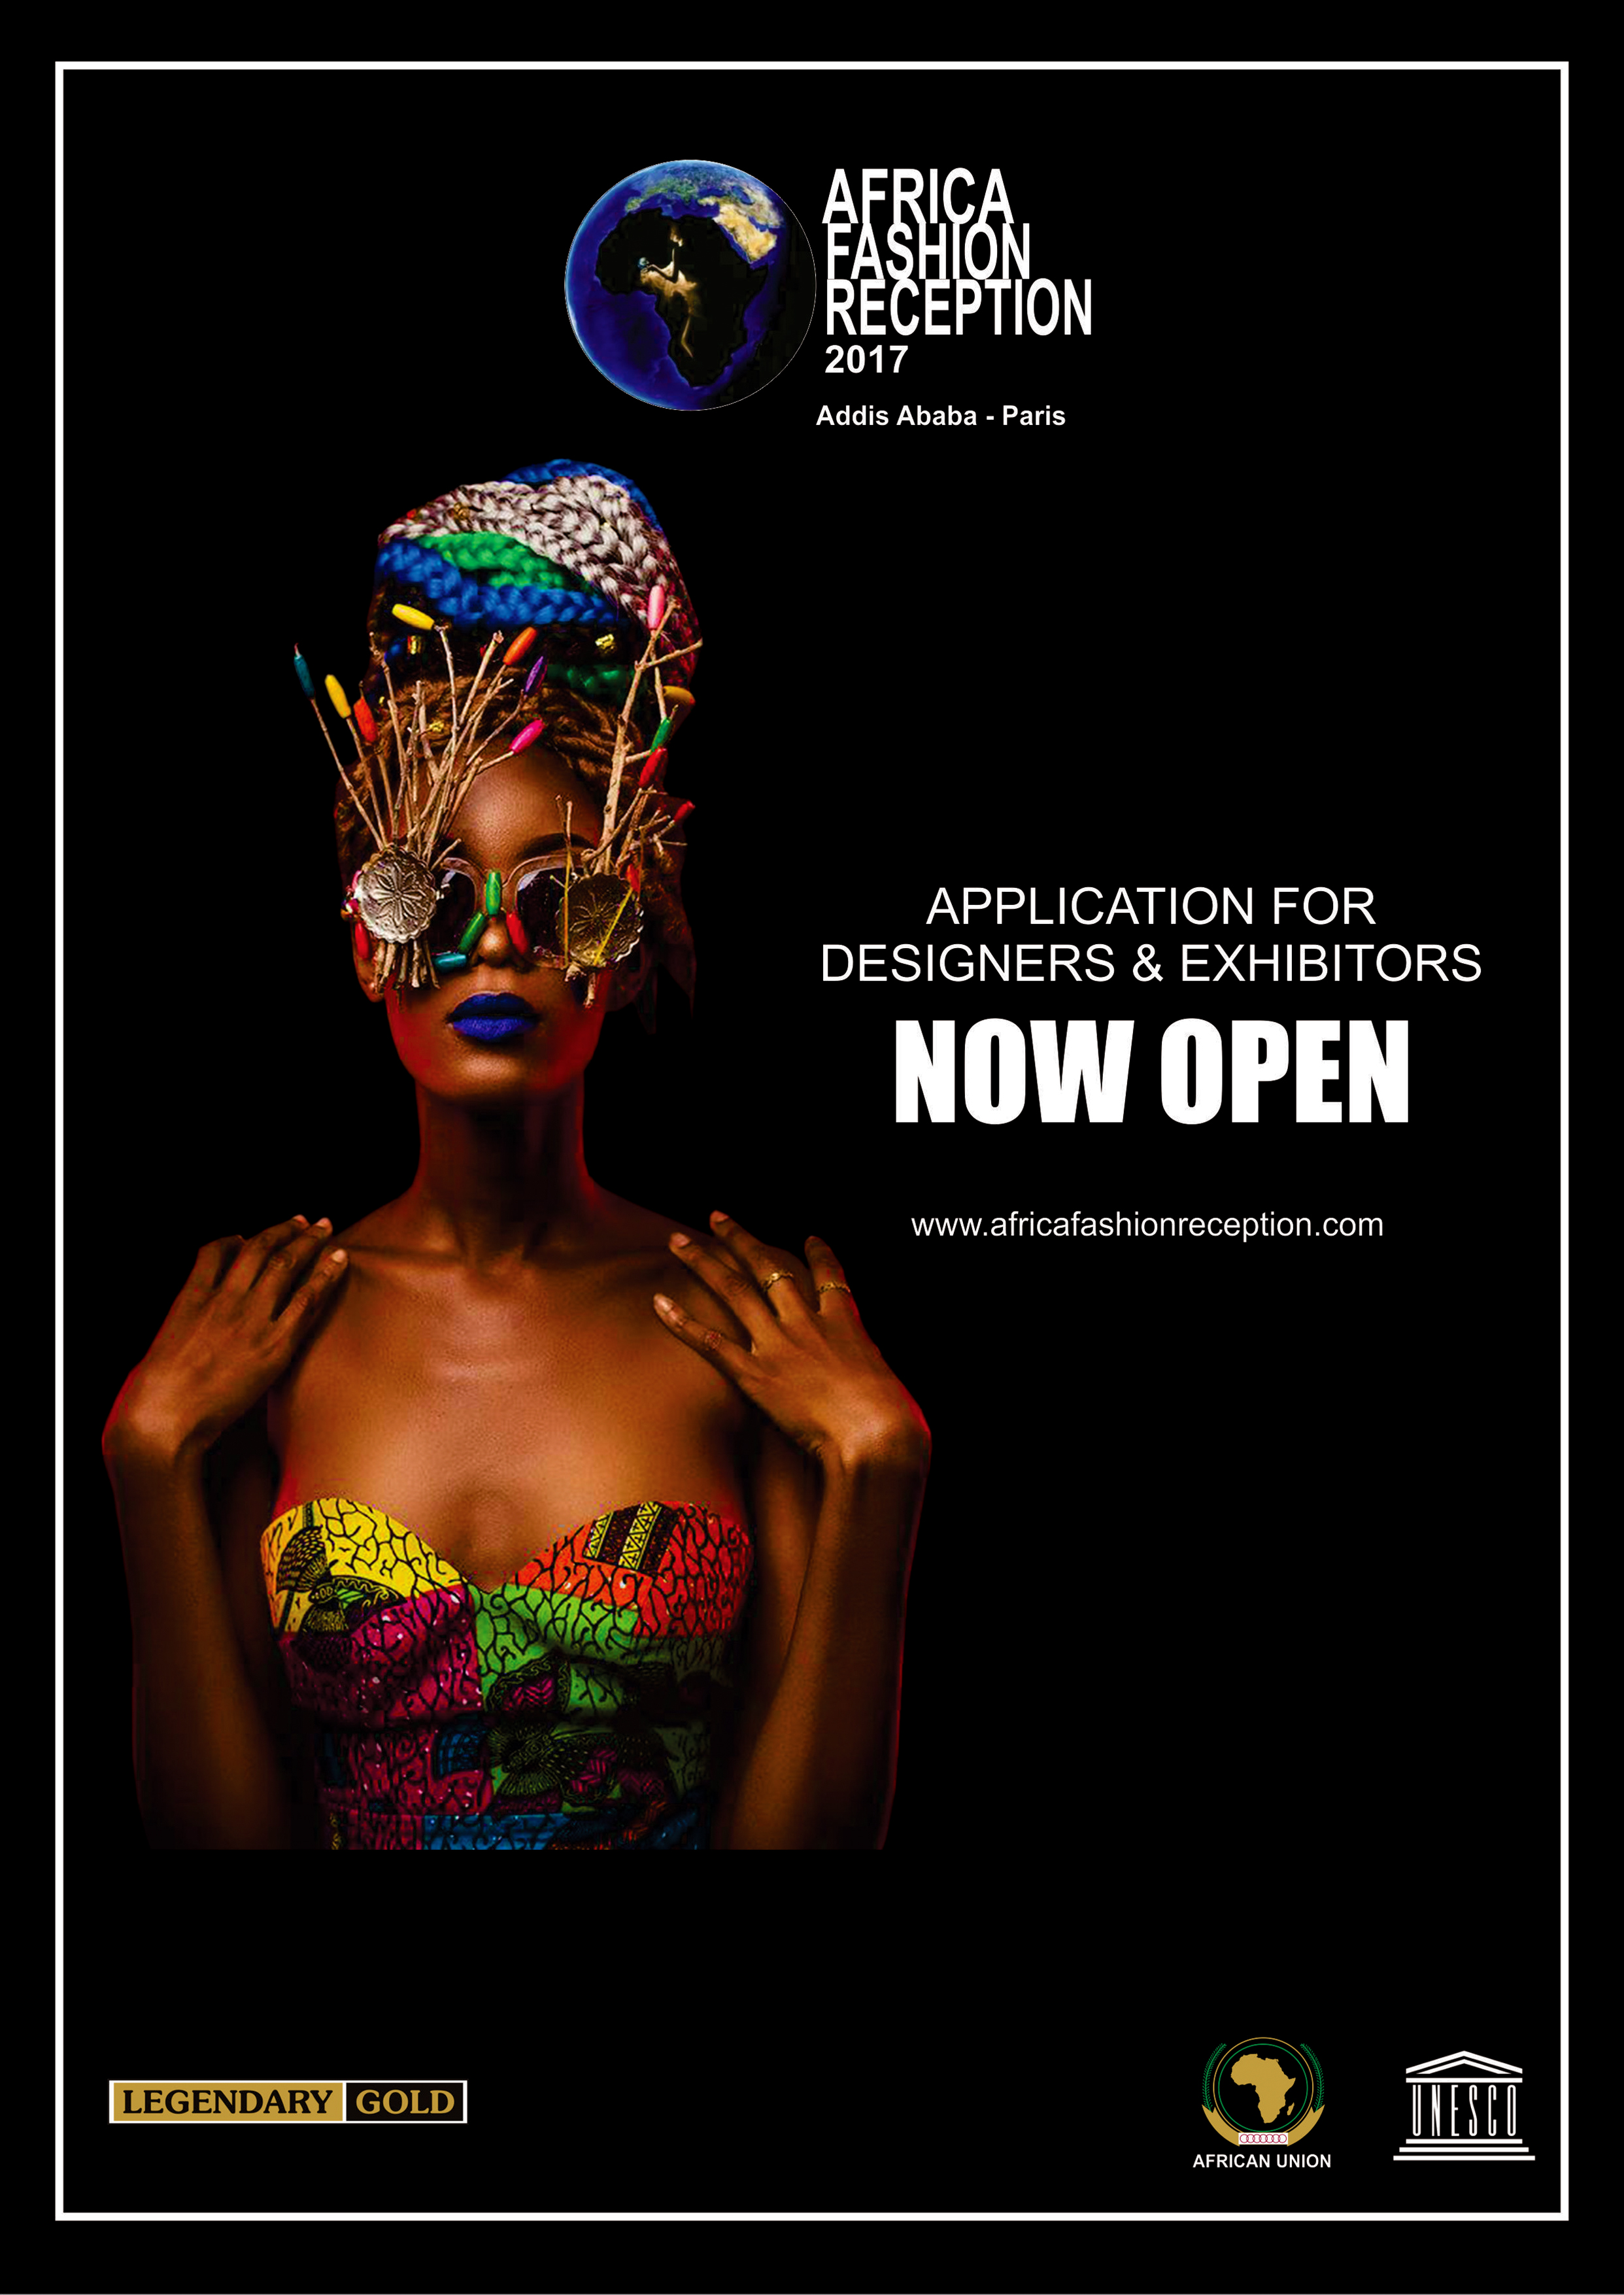 AFRICA
FASHION
RECEPTION
2017
Addis Ababa - Paris
APPLICATION FOR
DESIGNERS & EXHIBITORS
NOW OPEN
www.africafashionreception.com
LEGENDARY GOLD
AFRICAN UNION
UNESCO